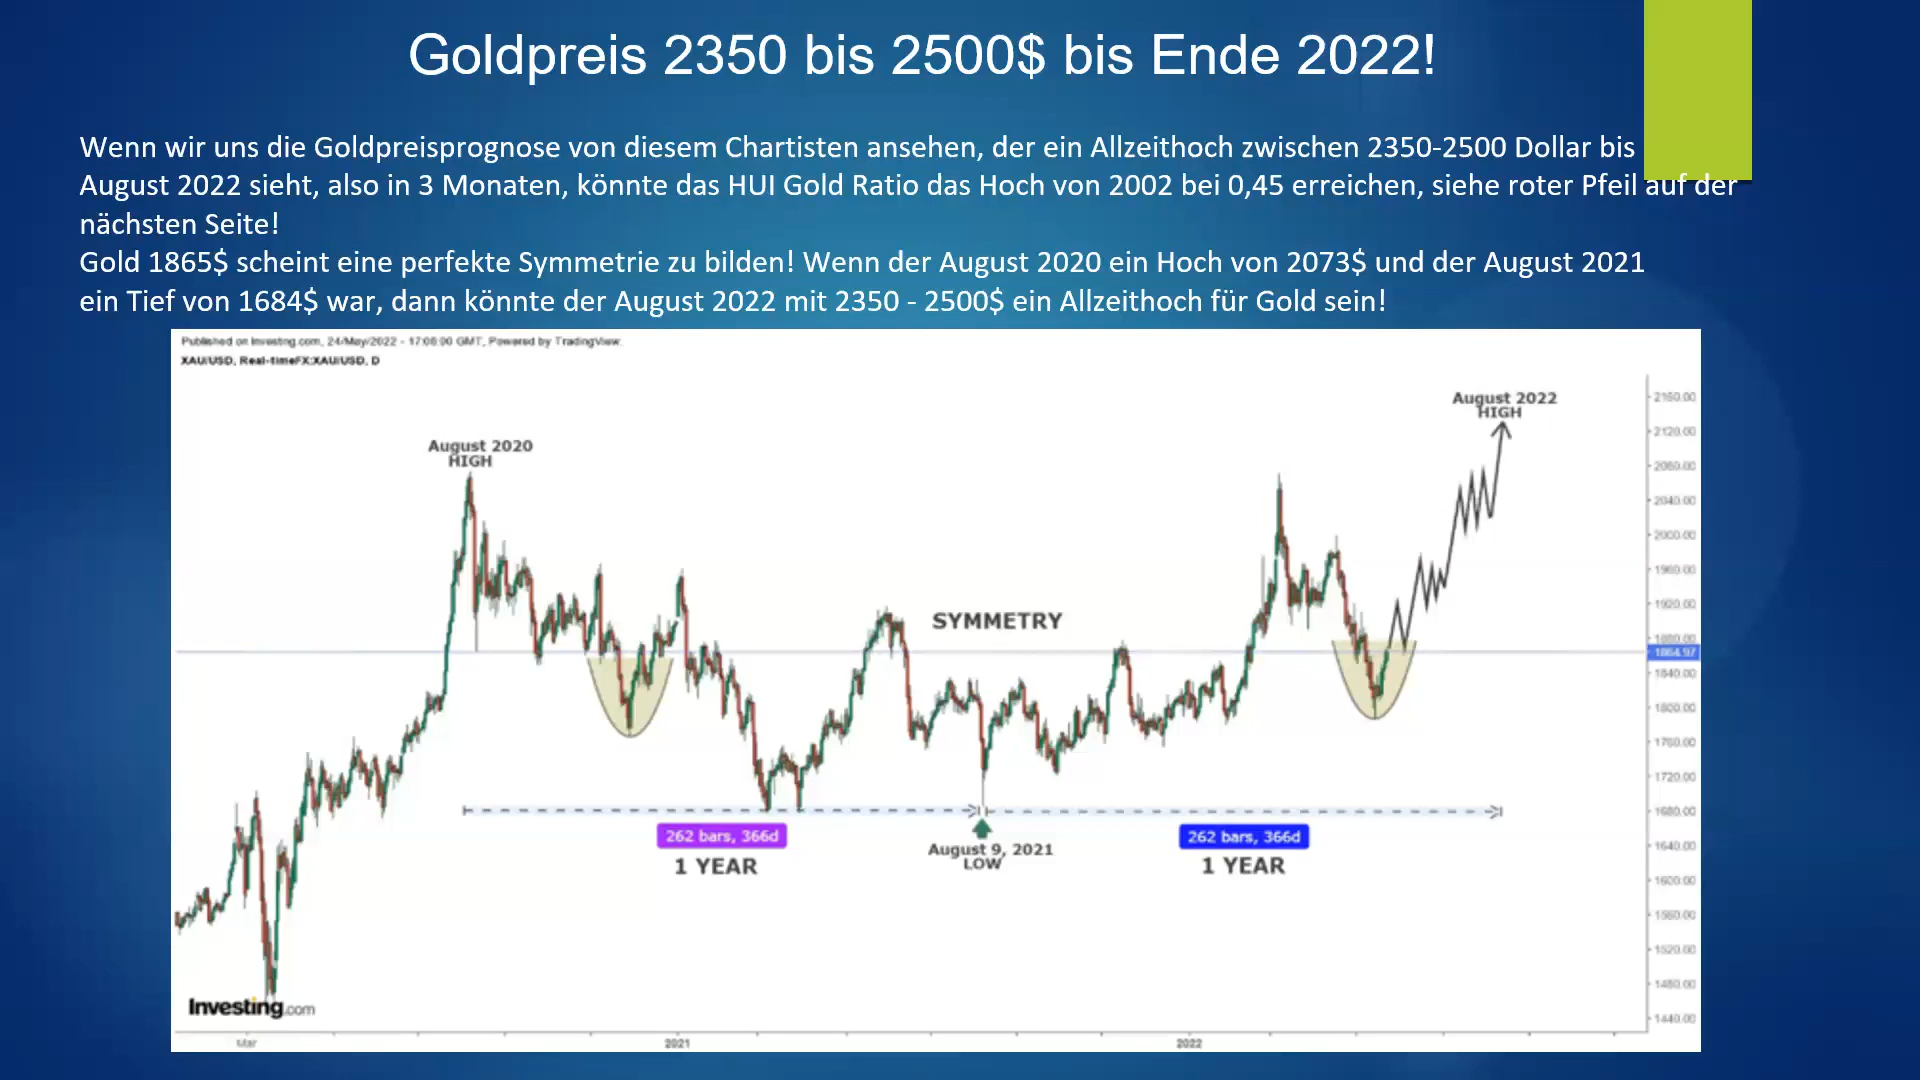 Goldpreis 2350 bis 2500$ bis Ende 2022!
Wenn wir uns die Goldpreisprognose von diesem Chartisten ansehen, der ein Allzeithoch zwischen 2350-2500 Dollar bis
August 2022 sieht, also in 3 Monaten, könnte das HUI Gold Ratio das Hoch von 2002 bei 0,45 erreichen, siehe roter Pfeil auf der
nächsten Seite!
Gold 1865$ scheint eine perfekte Symmetrie zu bilden! Wenn der August 2020 ein Hoch von 2073$ und der August 2021
ein Tief von 1684$ war, dann könnte der August 2022 mit 2350 - 2500$ ein Allzeithoch für Gold sein!
Published on Investing.com, 24/May/2022 - 17:08:00 GMT, Powered by TradingView.
XAU/USD, Real-timeFX:XAU/USD, D
August 2022
HIGH
August 2020
HIGH
SYMMETRY
2160.00
2120.00
2080.00
2040.00
2000.00
1960.00
1920.00
1880.00
1864.97
1840.00
1800.00
1760.00
1720.00
1680.00
1640.00
1600.00
1560.00
1520.00
1480.00
1440.00
262 bars, 366d
1 YEAR
August 9, 2021
LOW
262 bars, 366d
1 YEAR
Investing.com
Mar
2021
2022